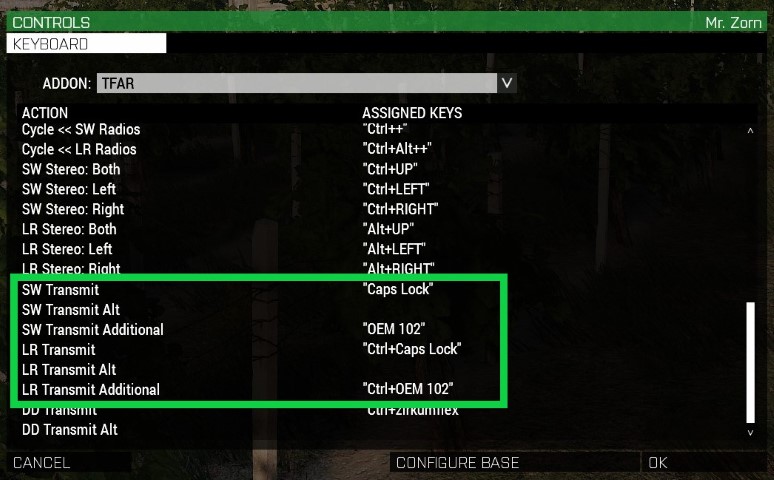 CONTROLS Mr. Zorn
KEYBOARD
ADDON: TFAR
ACTION ASSIGNED KEYS
Cycle << SW Radios "Ctrl++"
Cycle << LR Radios "Ctrl+Alt++"
SW Stereo: Both "Ctrl+UP"
SW Stereo: Left "Ctrl+LEFT"
SW Stereo: Right "Ctrl+RIGHT"
LR Stereo: Both "Alt+UP"
LR Stereo: Left "Alt+LEFT"
LR Stereo: Right "Alt+RIGHT"
SW Transmit "Caps Lock"
SW Transmit Alt
SW Transmit Additional "OEM 102"
LR Transmit "Ctrl+Caps Lock"
LR Transmit Alt
LR Transmit Additional "Ctrl+OEM 102"
DD Transmit "Ctrl+zirkumflex"
DD Transmit Alt
CANCEL CONFIGURE BASE OK